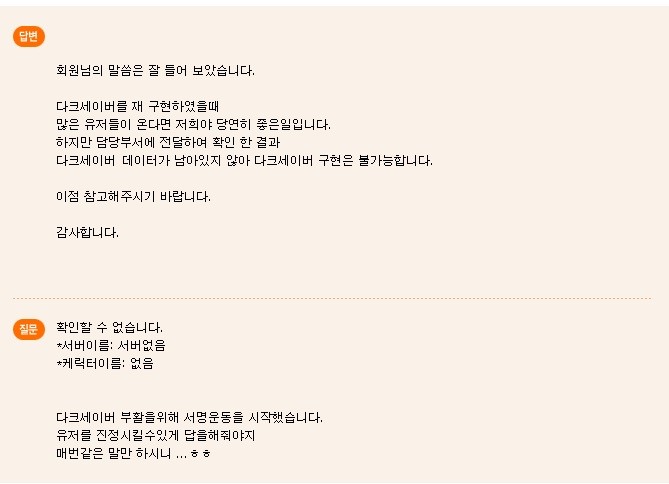 답변
회원님의 말씀은 잘 들어 보았습니다.
다크세이버를 재 구현하였을때
많은 유저들이 온다면 저희야 당연히 좋은일입니다.
하지만 담당부서에 전달하여 확인 한 결과
다크세이버 데이터가 남아있지 않아 다크세이버 구현은 불가능합니다.
이점 참고해주시기 바랍니다.
감사합니다.
질문
확인할 수 없습니다.
*서버이름: 서버없음
*케릭터이름: 없음
다크세이버 부활을위해 서명운동을 시작했습니다.
유저를 진정시킬수있게 답을해줘야지
매번같은 말만 하시니 ...ㅎㅎ